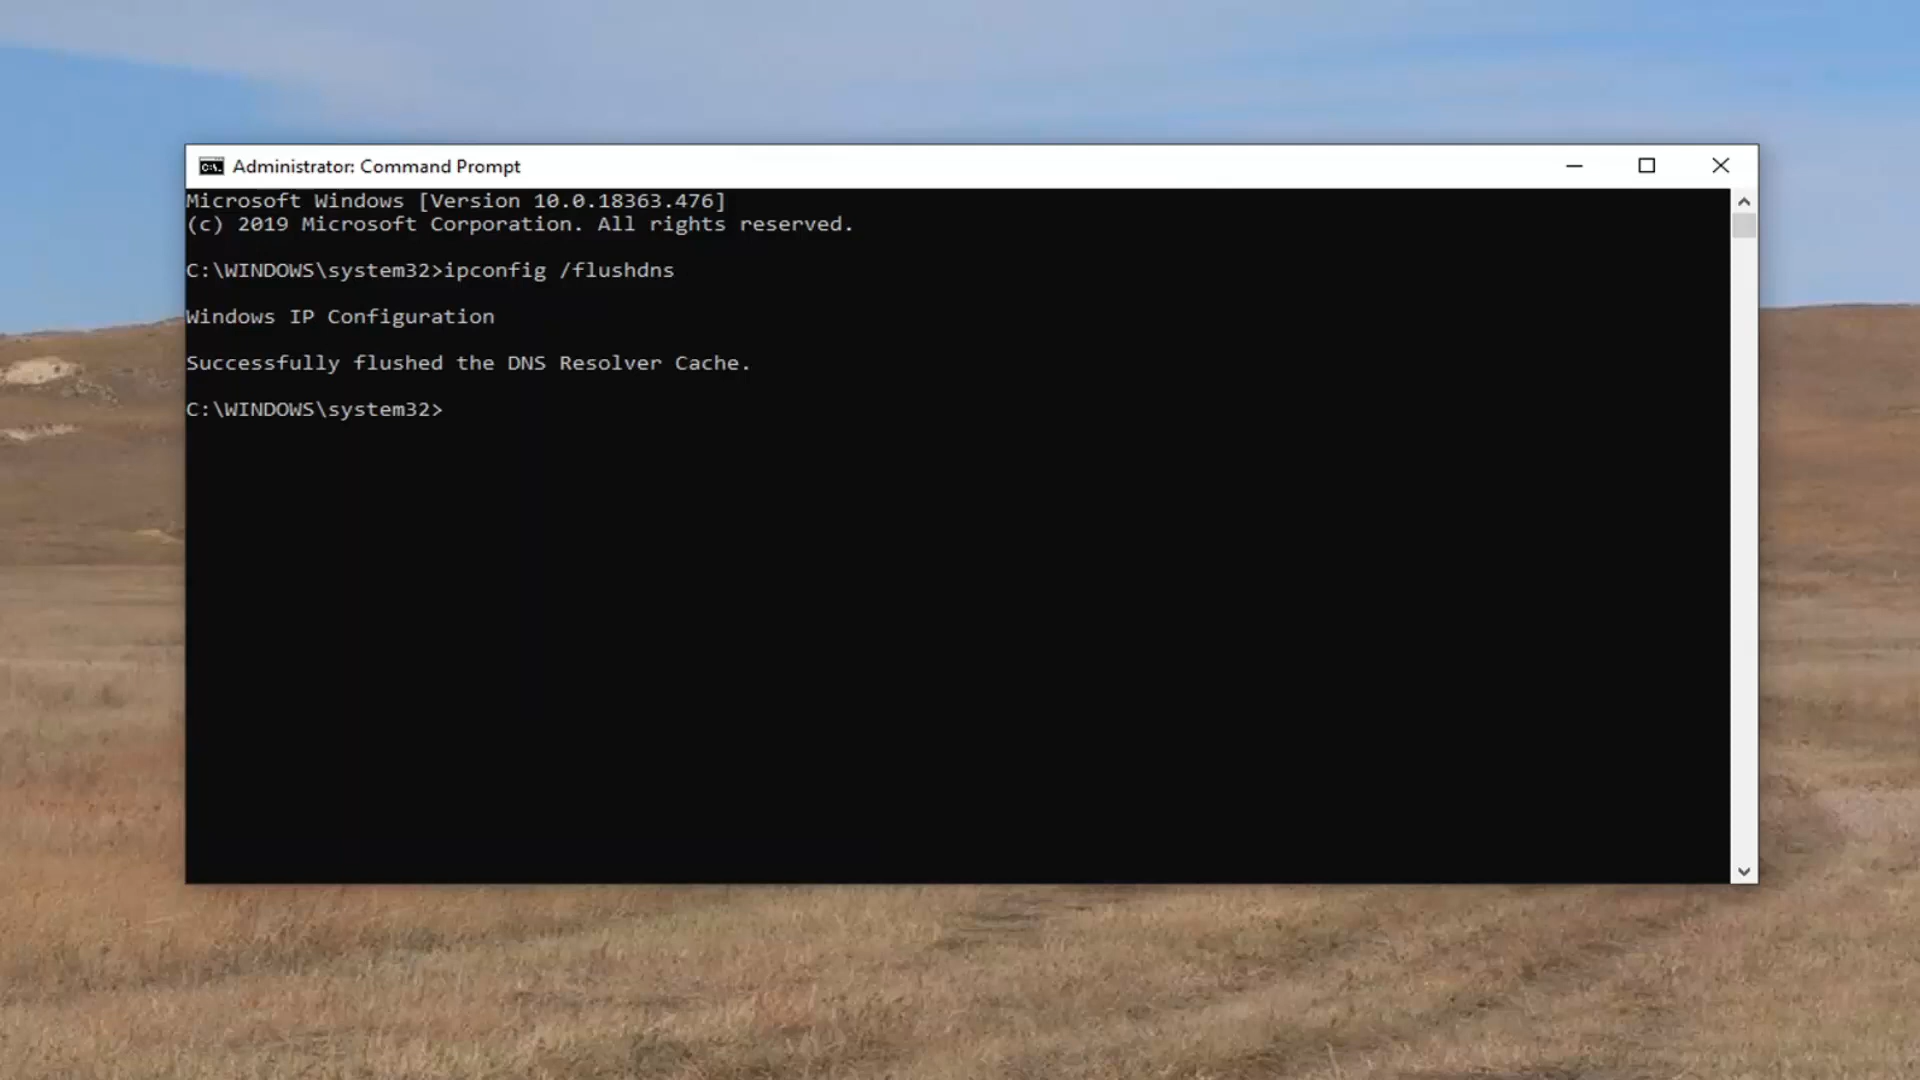 Administrator: Command Prompt
Microsoft Windows [Version 10.0.18363.476]
(c) 2019 Microsoft Corporation. All rights reserved.
C:\WINDOWS\system32>ipconfig /flushdns
Windows IP Configuration
Successfully flushed the DNS Resolver Cache.
C:\WINDOWS\system32>